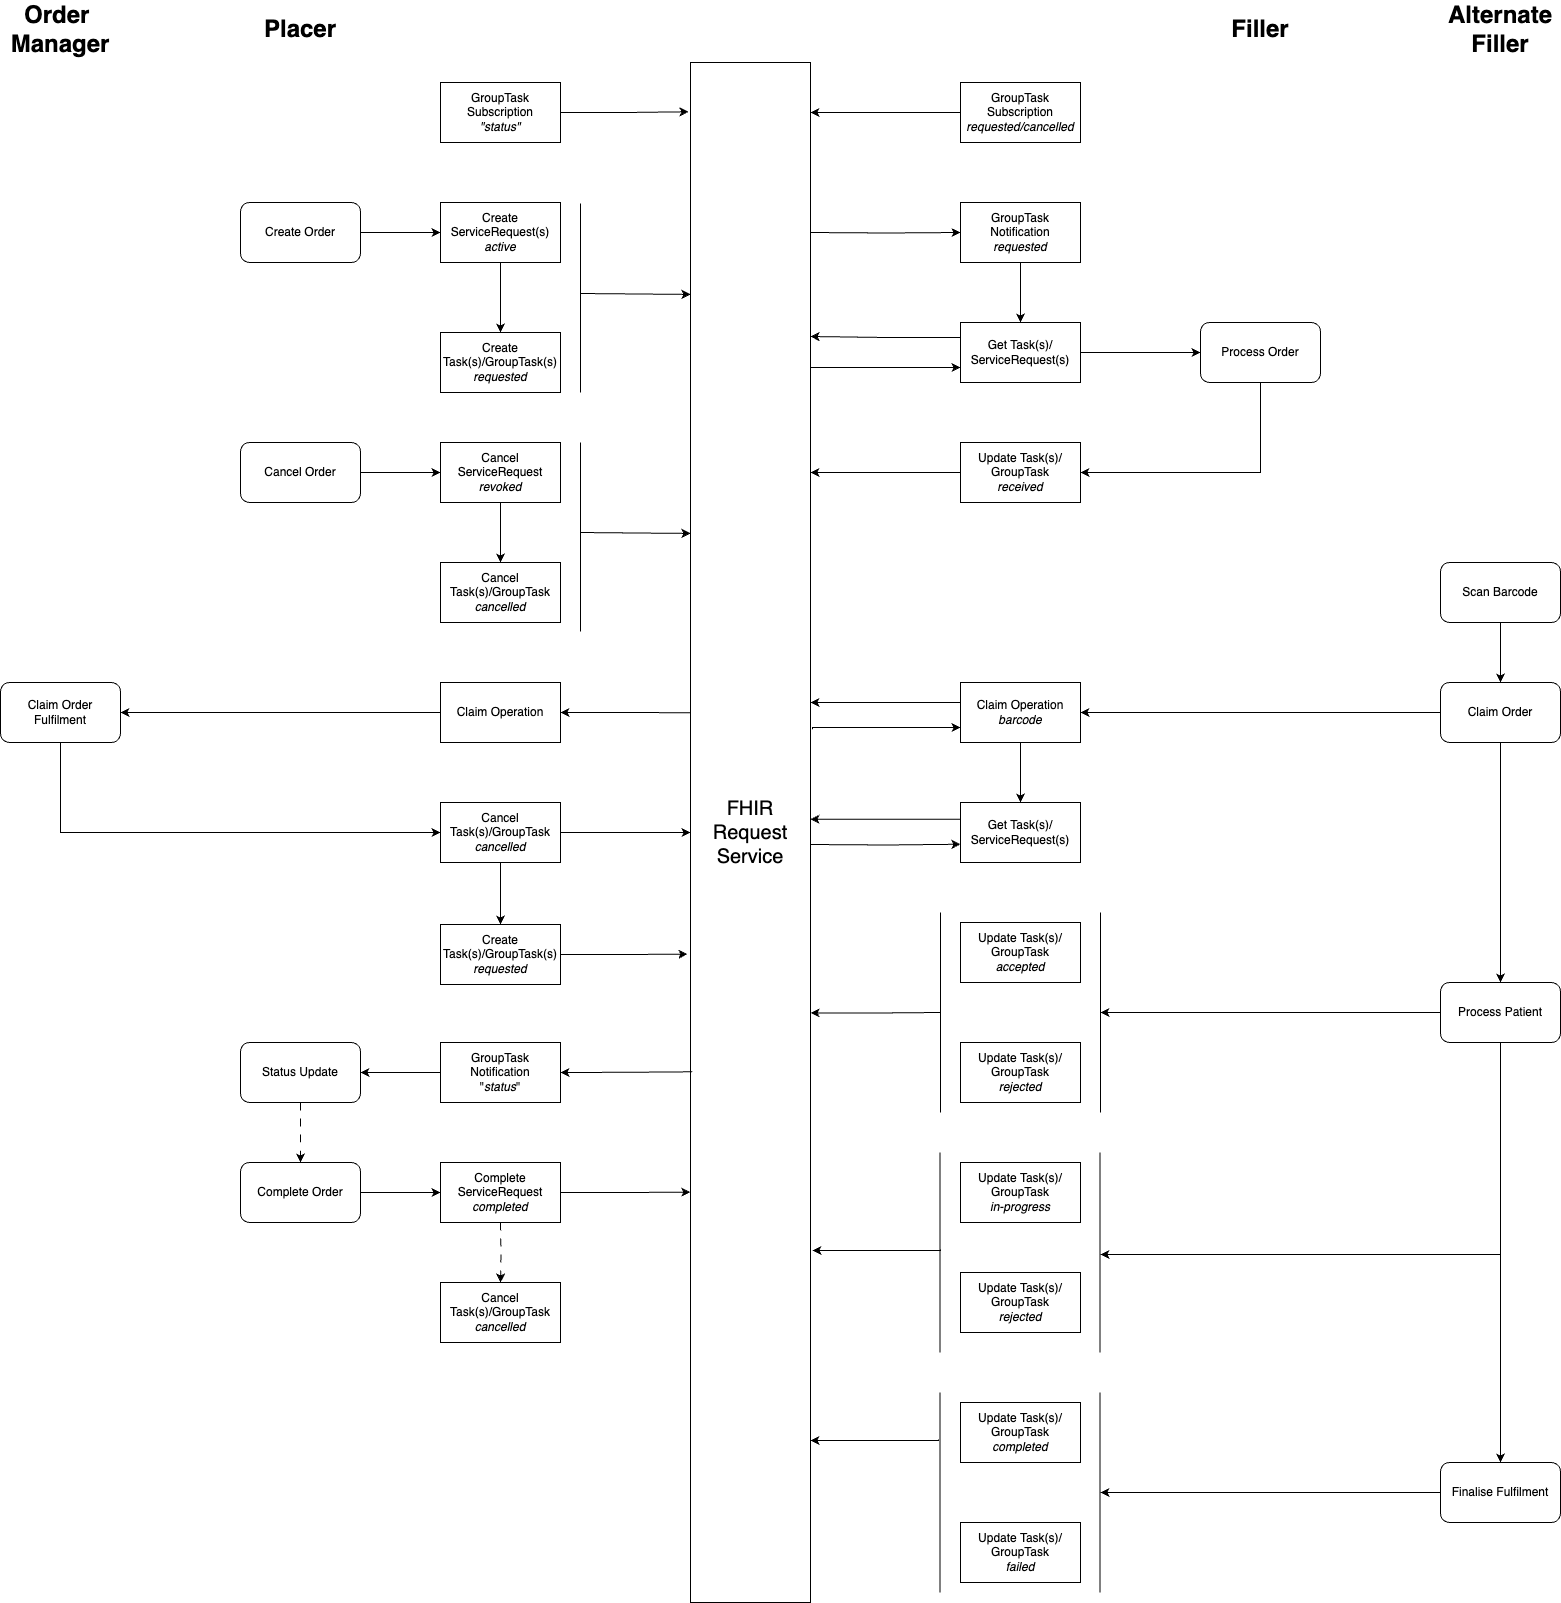 Order
Manager
Placer
Filler
Alternate
Filler
GroupTask
Subscription
"status"
GroupTask
Subscription
requested/cancelled
Create Order
Create
ServiceRequest(s)
active
GroupTask
Notification
requested
Create
Task(s)/GroupTask(s)
requested
Get Task(s)/
ServiceRequest(s)
Process Order
Cancel Order
Cancel
ServiceRequest
revoked
Update Task(s)/
GroupTask
received
Cancel
Task(s)/GroupTask
cancelled
Scan Barcode
Claim Order
Fulfilment
Claim Operation
Claim Operation
barcode
Claim Order
Cancel
Task(s)/GroupTask
cancelled
FHIR
Request
Service
Get Task(s)/
ServiceRequest(s)
Create
Task(s)/GroupTask(s)
requested
Update Task(s)/
GroupTask
accepted
Process Patient
Status Update
GroupTask
Notification
"status"
Update Task(s)/
GroupTask
rejected
Complete Order
Complete
ServiceRequest
completed
Update Task(s)/
GroupTask
in-progress
Cancel
Task(s)/GroupTask
cancelled
Update Task(s)/
GroupTask
rejected
Update Task(s)/
GroupTask
completed
Finalise Fulfilment
Update Task(s)/
GroupTask
failed